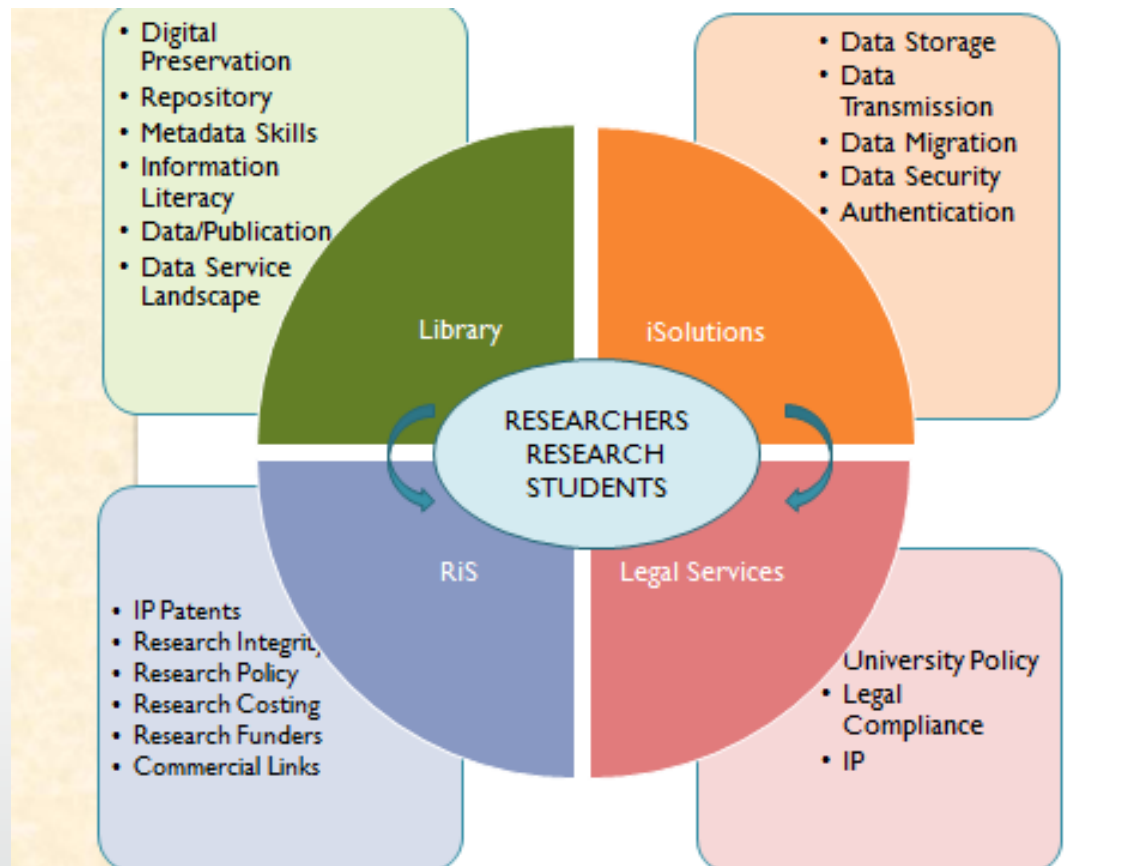 • Digital
Preservation
• Repository
• Metadata Skills
• Information
Literacy
• Data/Publication
• Data Service
Landscape
• Data Storage
• Data
Transmission
• Data Migration
• Data Security
• Authentication
Library
iSolutions
RESEARCHERS
RESEARCH
STUDENTS
RiS
Legal Services
• IP Patents
• Research Integrity
• Research Policy
• Research Costing
• Research Funders
• Commercial Links
University Policy
• Legal
Compliance
• IP